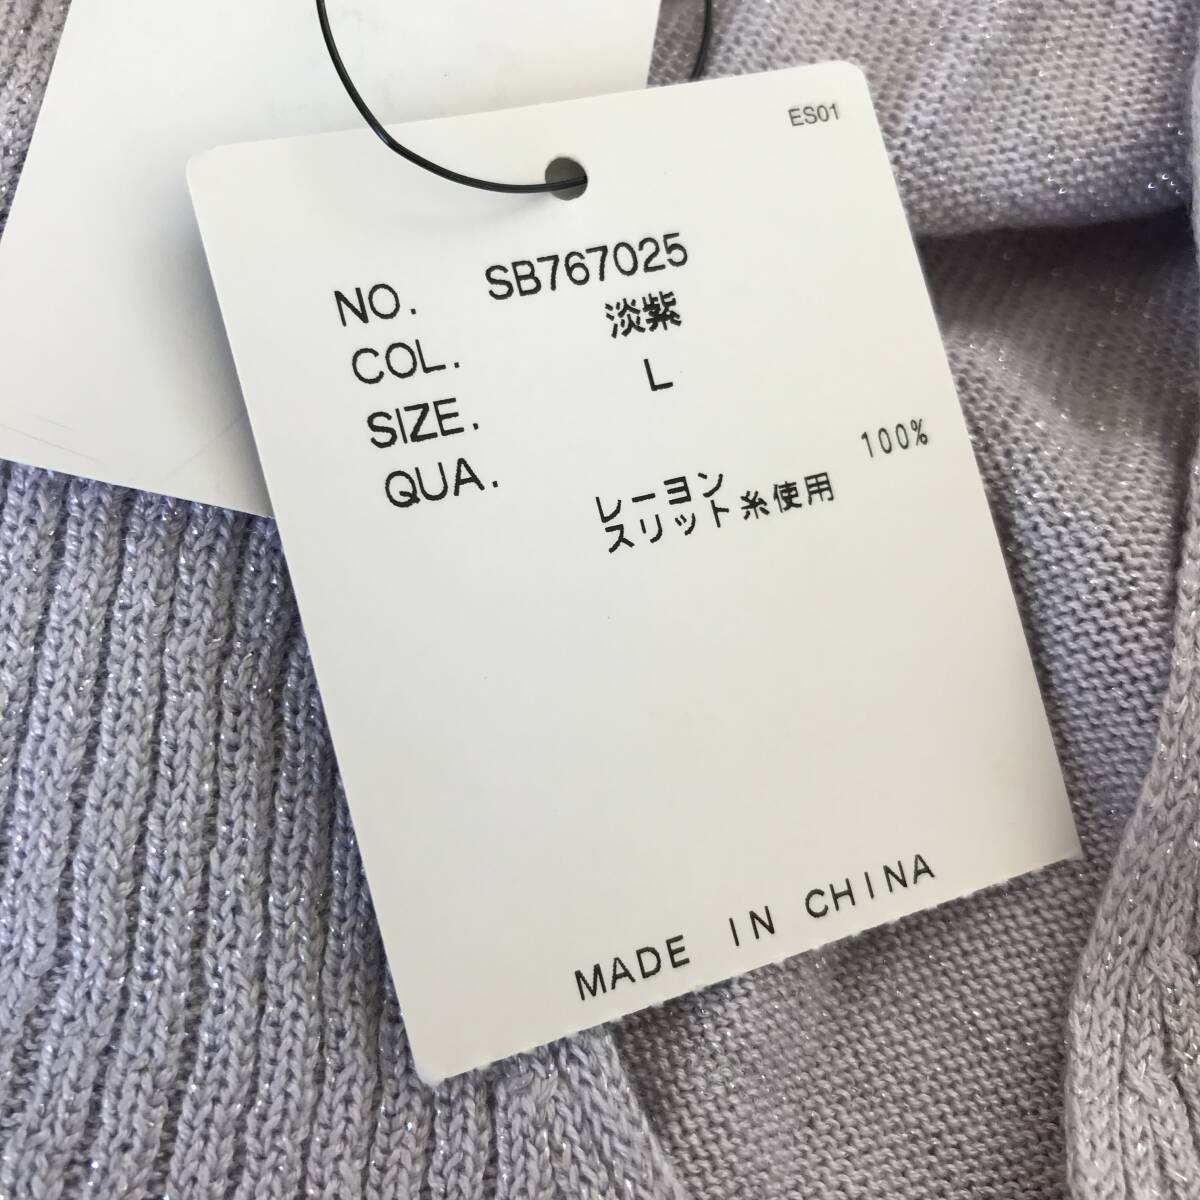 ES01
NO. SB767025
COL. 淡紫
SIZE. L
QUA. 100%
レーヨン
スリット糸使用
MADE IN CHINA